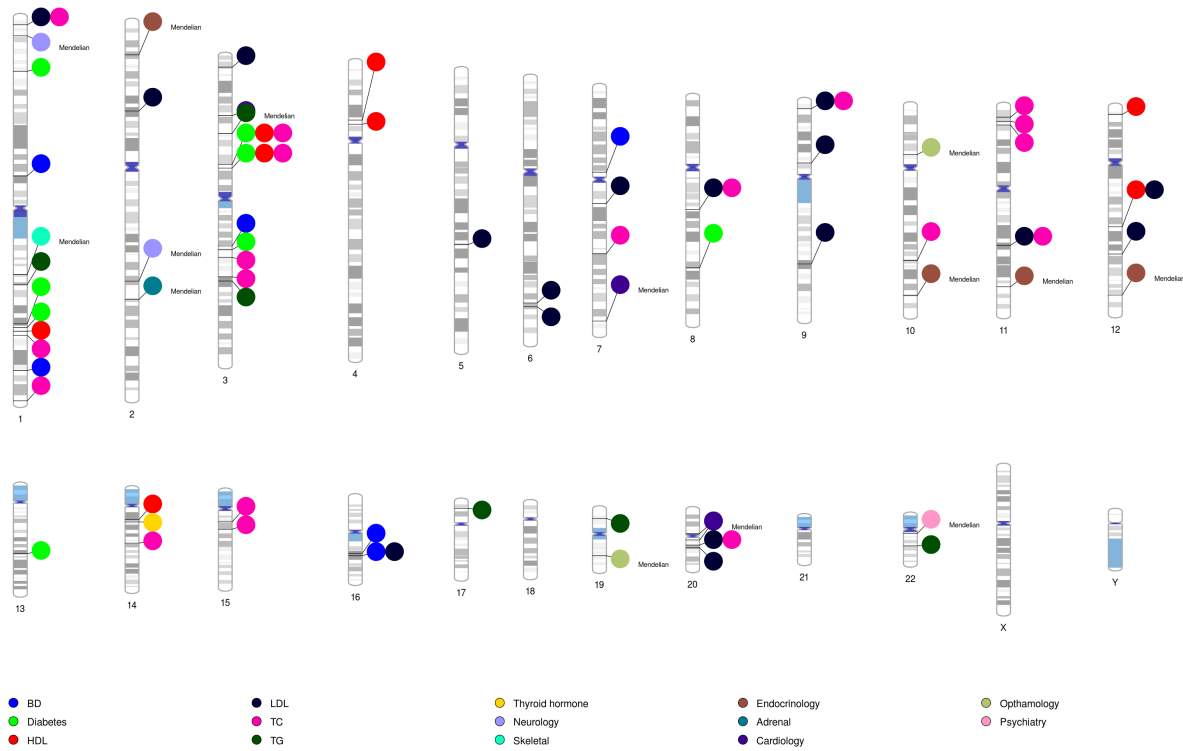 Mendelian
Mendelian
Mendelian
Mendelian
Mendelian
Mendelian
Mendelian
Mendelian
Mendelian
Mendelian
Mendelian
1
2
3
4
5
6
7
8
9
10
11
12
Mendelian
Mendelian
Mendelian
13
14
15
16
17
18
19
20
21
22
X
Y
BD
LDL
Thyroid hormone
Endocrinology
Opthamology
Diabetes
TC
Neurology
Adrenal
Psychiatry
HDL
TG
Skeletal
Cardiology